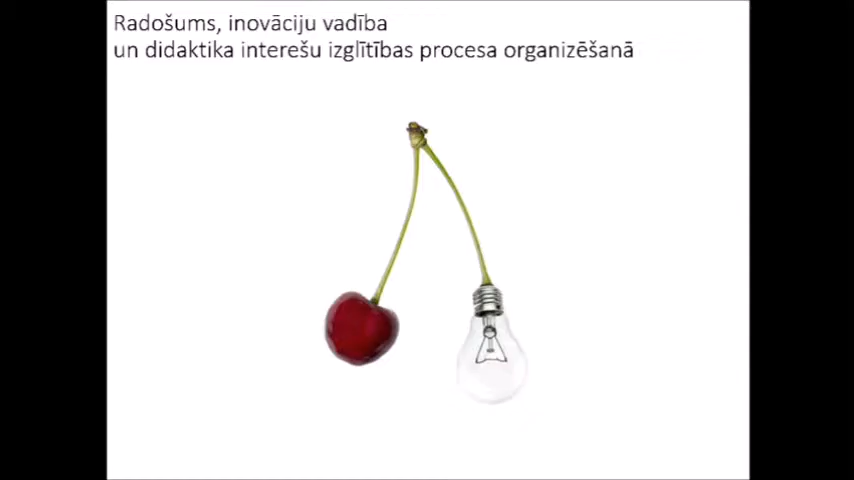 Radošums, inovāciju vadība
un didaktika interešu izglītības procesa organizēšanā